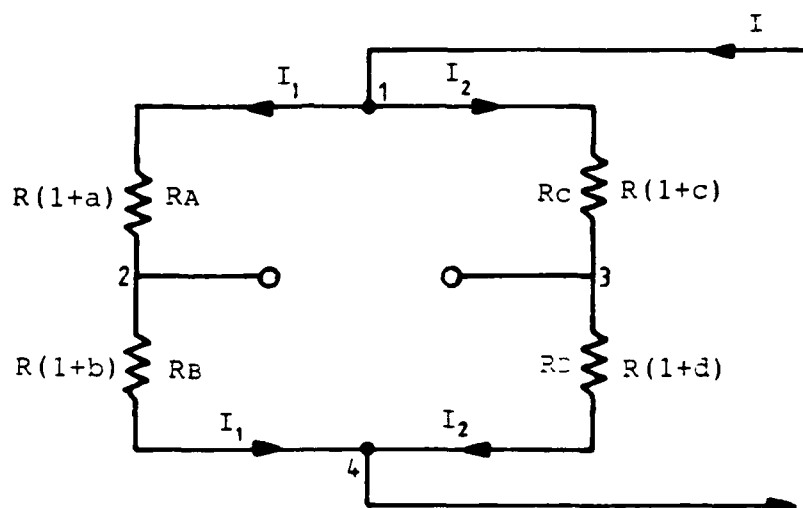 I
I₁ 1 I₂
R(1+a) RA RC R(1+c)
2 3
R(1+b) RB R(1+d)
I₁ I₂
4